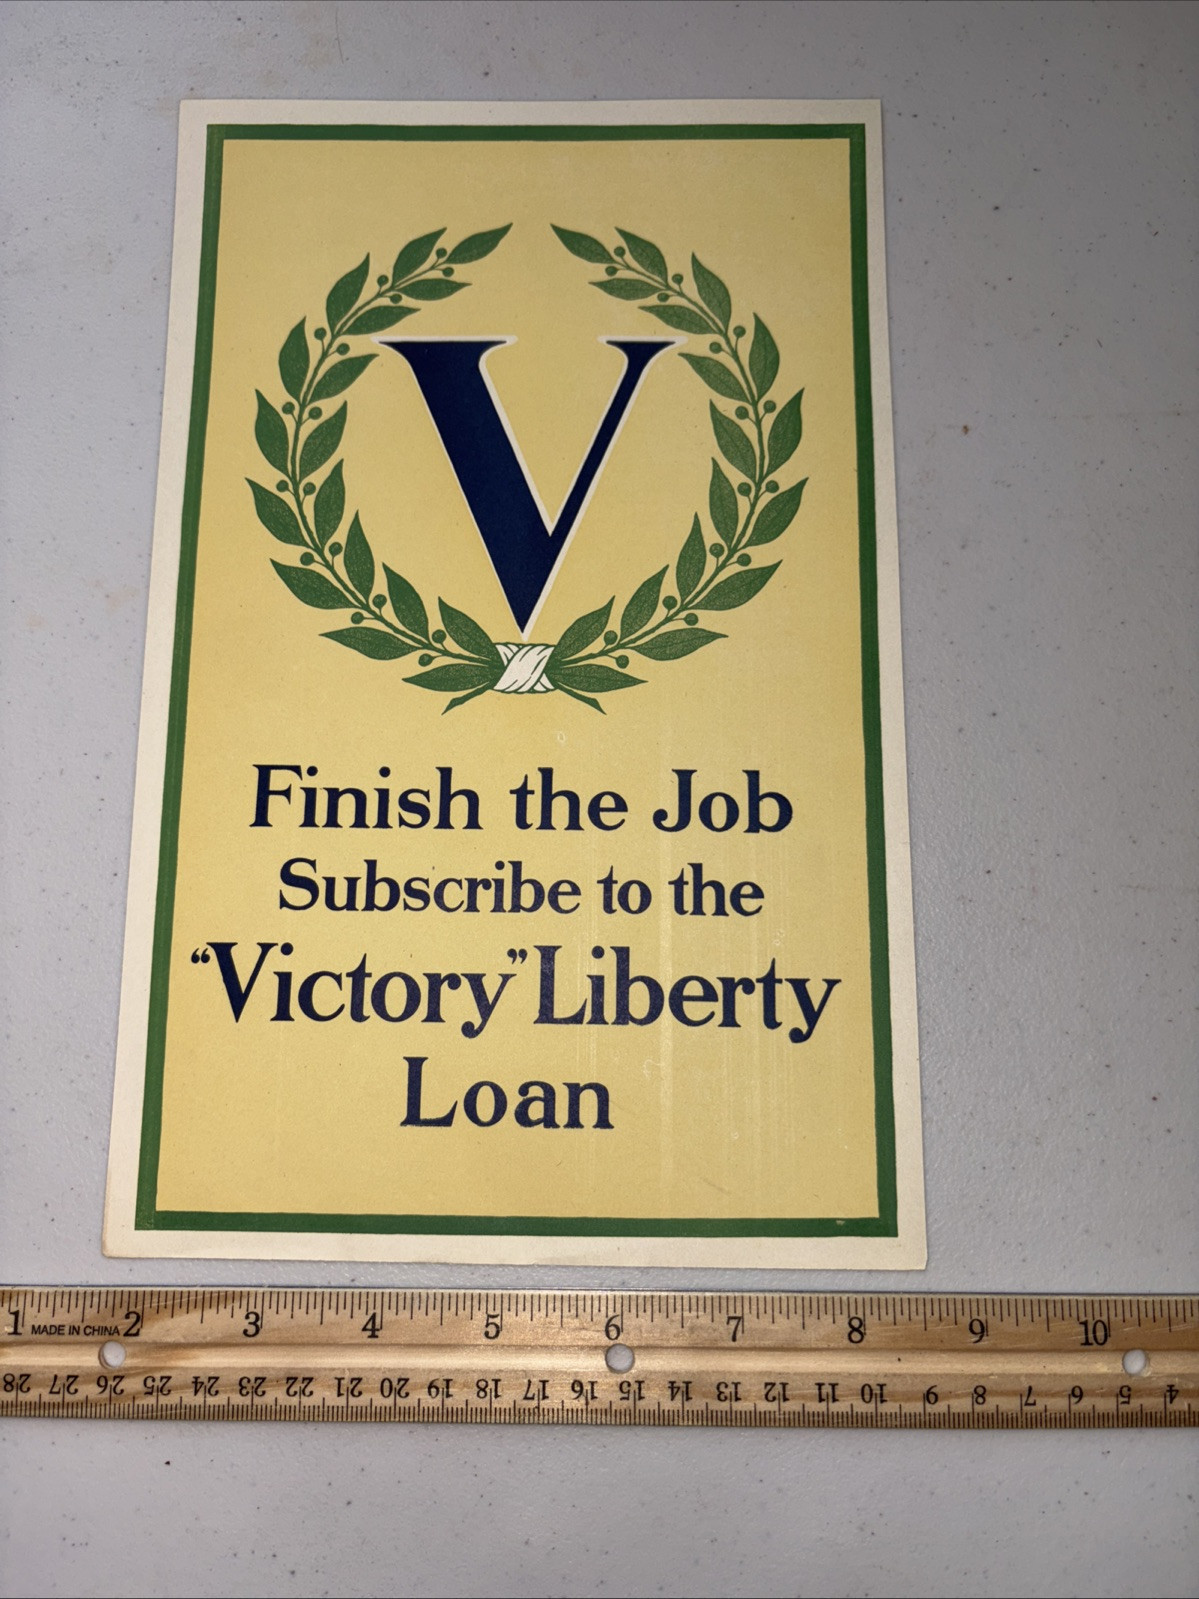 V
Finish the Job
Subscribe to the
“Victory” Liberty
Loan
1 MADE IN CHINA 2 3 4 5 6 7 8 9 10
28 27 26 25 24 23 22 21 20 19 18 17 16 15 14 13 12 11 10 9 8 7 6 5 4